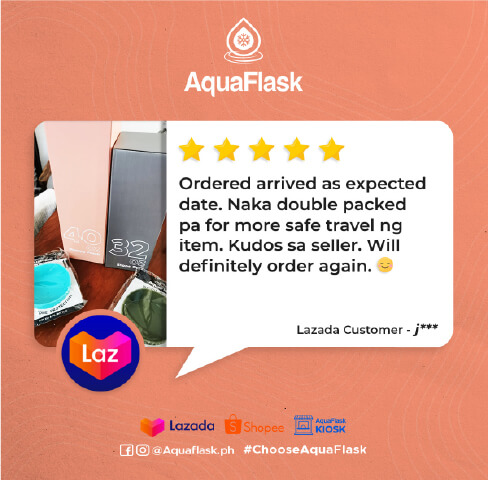 AquaFlask
Ordered arrived as expected
date. Naka double packed
pa for more safe travel ng
item. Kudos sa seller. Will
definitely order again. 😊
Lazada Customer - j***
40
32
Laz
Lazada
Shopee
AquaFlask
KIOSK
@Aquaflask.ph #ChooseAquaFlask